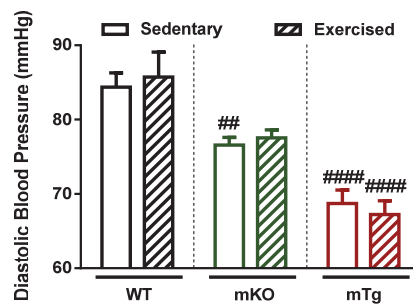 Sedentary Exercised
Diastolic Blood Pressure (mmHg)
90
80
70
60
##
####
####
WT mKO mTg